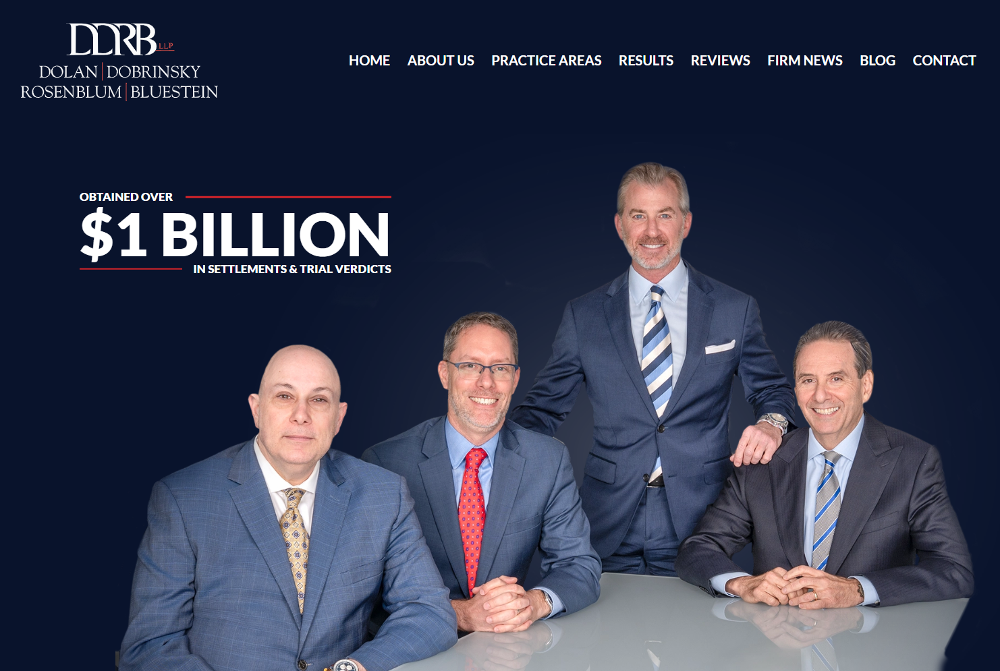 DDRB LLP
DOLAN | DOBRINSKY
ROSENBLUM | BLUESTEIN
HOME ABOUT US PRACTICE AREAS RESULTS REVIEWS FIRM NEWS BLOG CONTACT
OBTAINED OVER
$1 BILLION
IN SETTLEMENTS & TRIAL VERDICTS